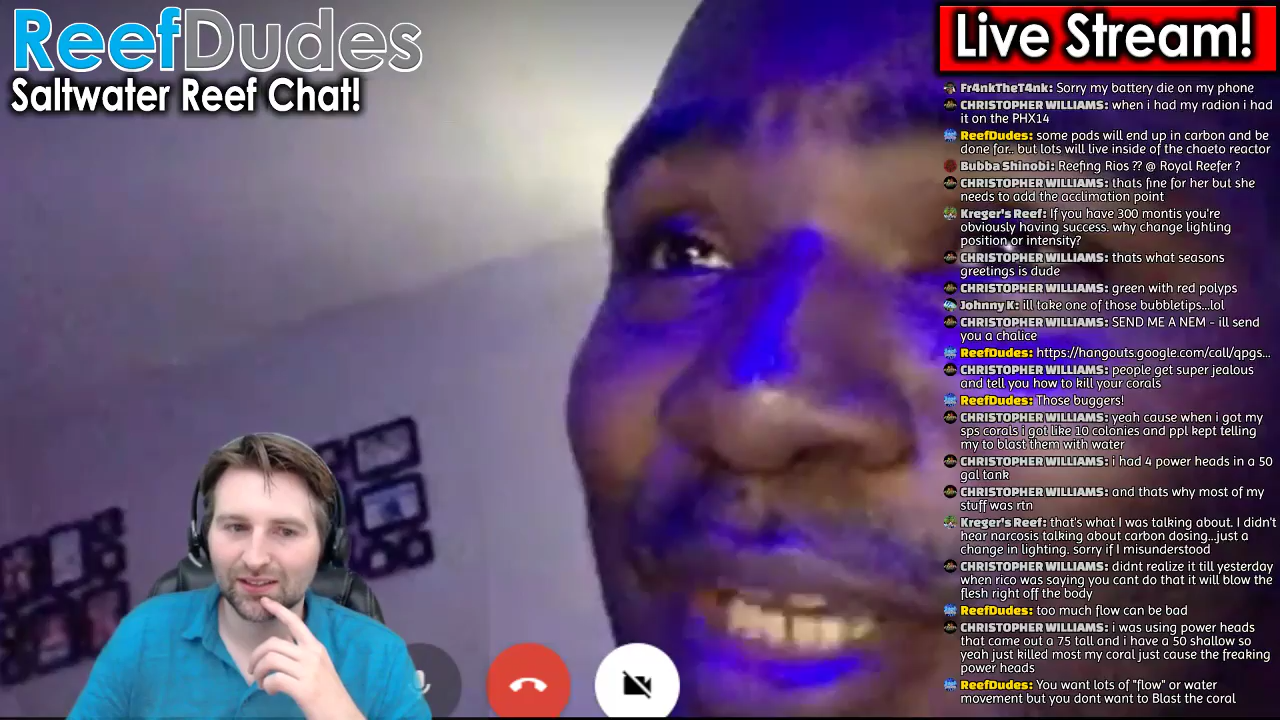 ReefDudes
Saltwater Reef Chat!
Live Stream!
Fr4nkTheT4nk: Sorry my battery die on my phone
CHRISTOPHER WILLIAMS: when i had my radion i had
it on the PHX14
ReefDudes: some pods will end up in carbon and be
done far.. but lots will live inside of the chaeto reactor
Bubba Shinobi: Reefing Rios ?? @ Royal Reefer ?
CHRISTOPHER WILLIAMS: thats fine for her but she
needs to add the acclimation point
Kreger's Reef: If you have 300 montis you're
obviously having success. why change lighting
position or intensity?
CHRISTOPHER WILLIAMS: thats what seasons
greetings is dude
CHRISTOPHER WILLIAMS: green with red polyps
Johnny K: ill take one of those bubbletips...lol
CHRISTOPHER WILLIAMS: SEND ME A NEM - ill send
you a chalice
ReefDudes: https://hangouts.google.com/call/qpgs...
CHRISTOPHER WILLIAMS: people get super jealous
and tell you how to kill your corals
ReefDudes: Those buggers!
CHRISTOPHER WILLIAMS: yeah cause when i got my
sps corals i got like 10 colonies and ppl kept telling
my to blast them with water
CHRISTOPHER WILLIAMS: i had 4 power heads in a 50
gal tank
CHRISTOPHER WILLIAMS: and thats why most of my
stuff was rtn
Kreger's Reef: that's what I was talking about. I didn't
hear narcosis talking about carbon dosing...just a
change in lighting. sorry if I misunderstood
CHRISTOPHER WILLIAMS: didnt realize it till yesterday
when rico was saying you cant do that it will blow the
flesh right off the body
ReefDudes: too much flow can be bad
CHRISTOPHER WILLIAMS: i was using power heads
that came out a 75 tall and i have a 50 shallow so
yeah just killed most my coral just cause the freaking
power heads
ReefDudes: You want lots of "flow" or water
movement but you dont want to Blast the coral